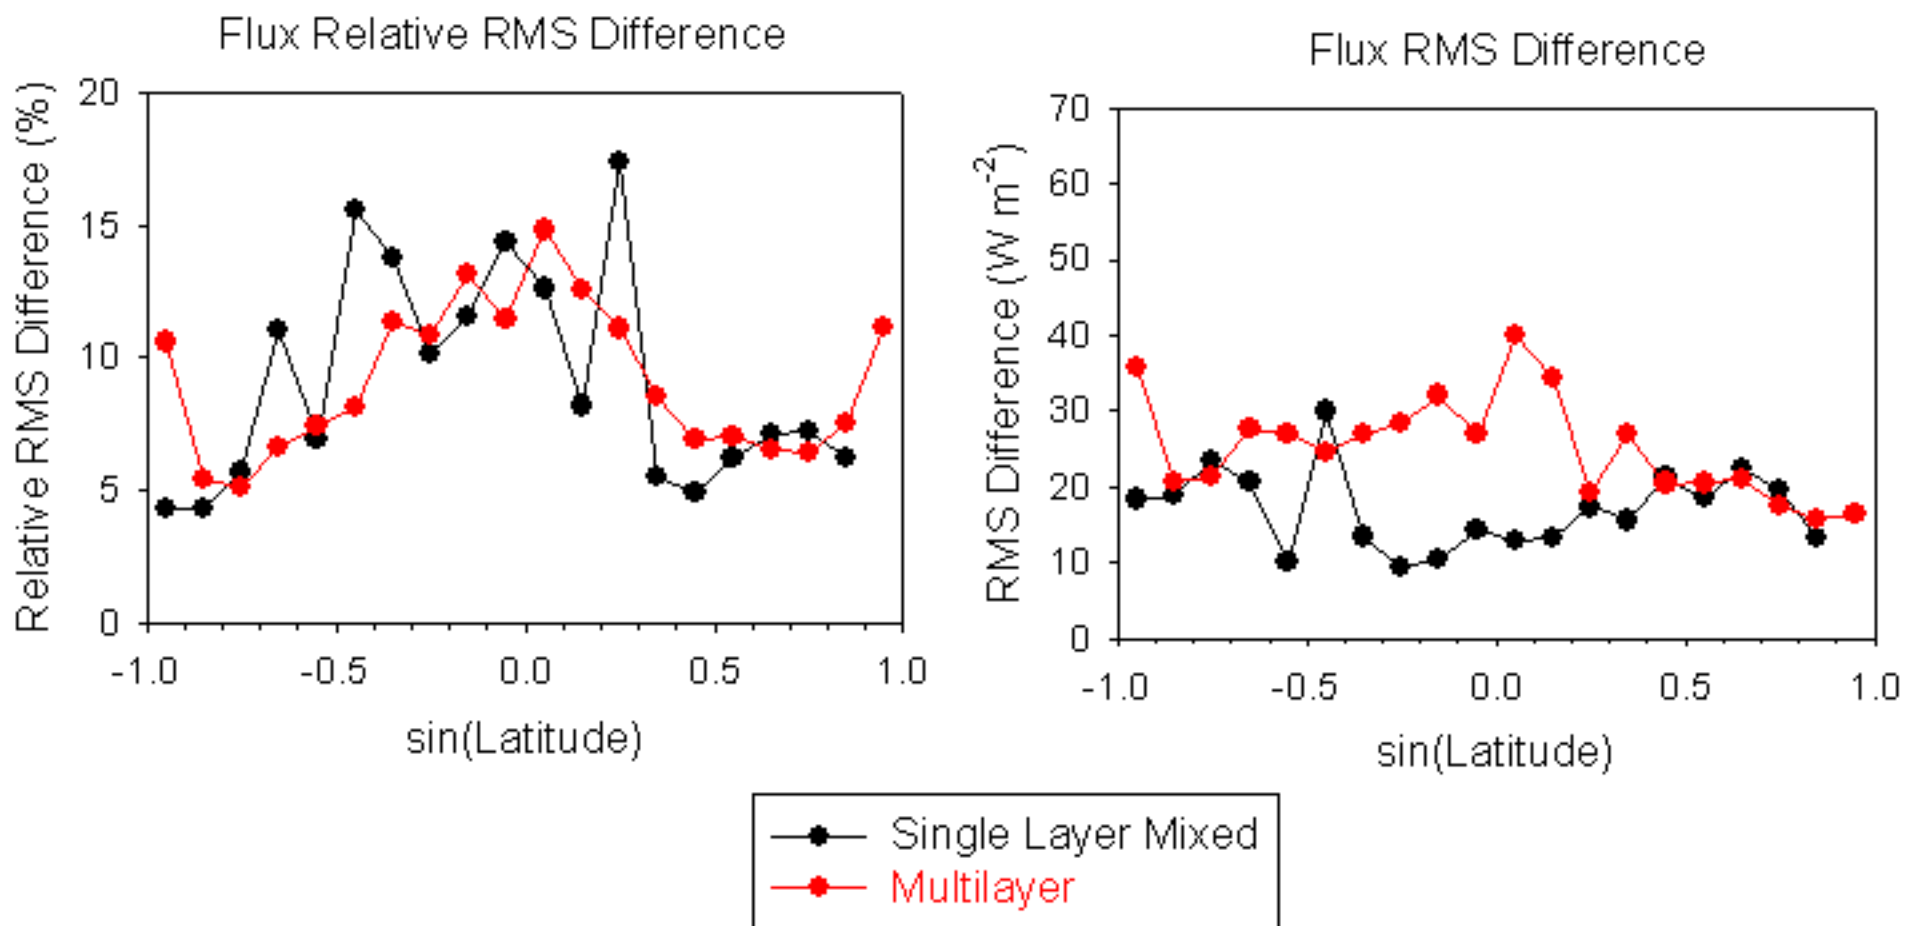 Flux Relative RMS Difference
Relative RMS Difference (%)
20
15
10
5
0
-1.0 -0.5 0.0 0.5 1.0
sin(Latitude)
Flux RMS Difference
RMS Difference (W m-2)
70
60
50
40
30
20
10
0
-1.0 -0.5 0.0 0.5 1.0
sin(Latitude)
Single Layer Mixed
Multilayer